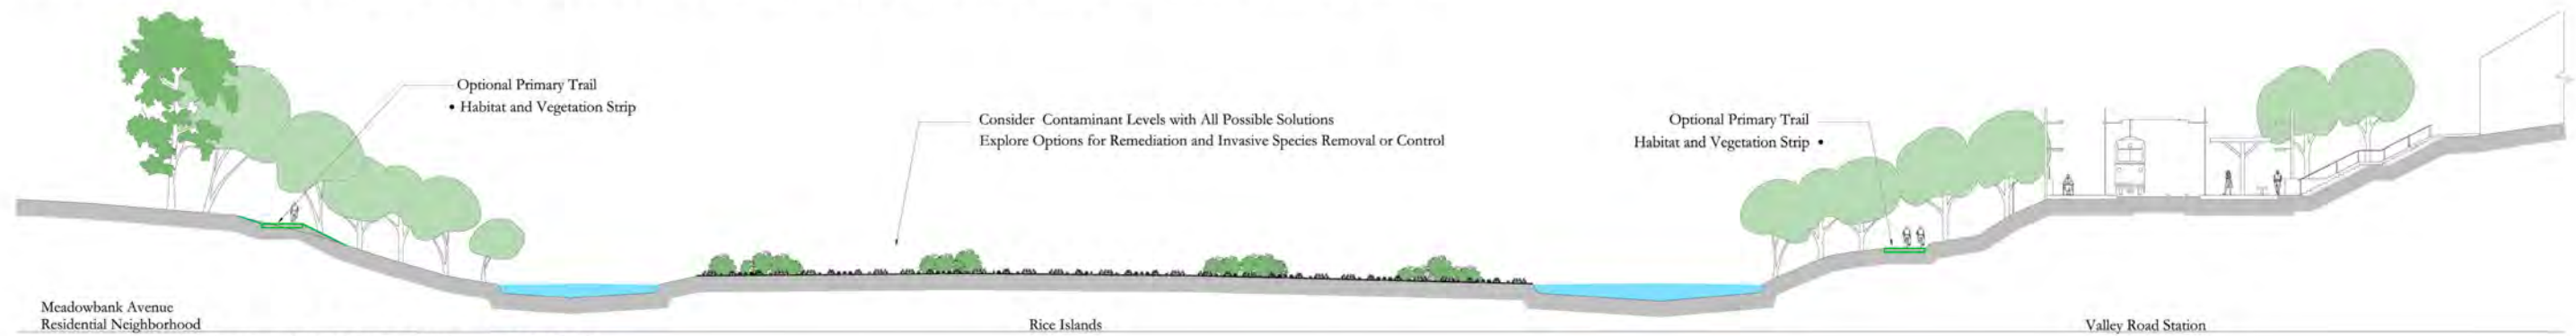 Optional Primary Trail
• Habitat and Vegetation Strip
Consider Contaminant Levels with All Possible Solutions
Explore Options for Remediation and Invasive Species Removal or Control
Optional Primary Trail
Habitat and Vegetation Strip •
Meadowbank Avenue
Residential Neighborhood
Rice Islands
Valley Road Station